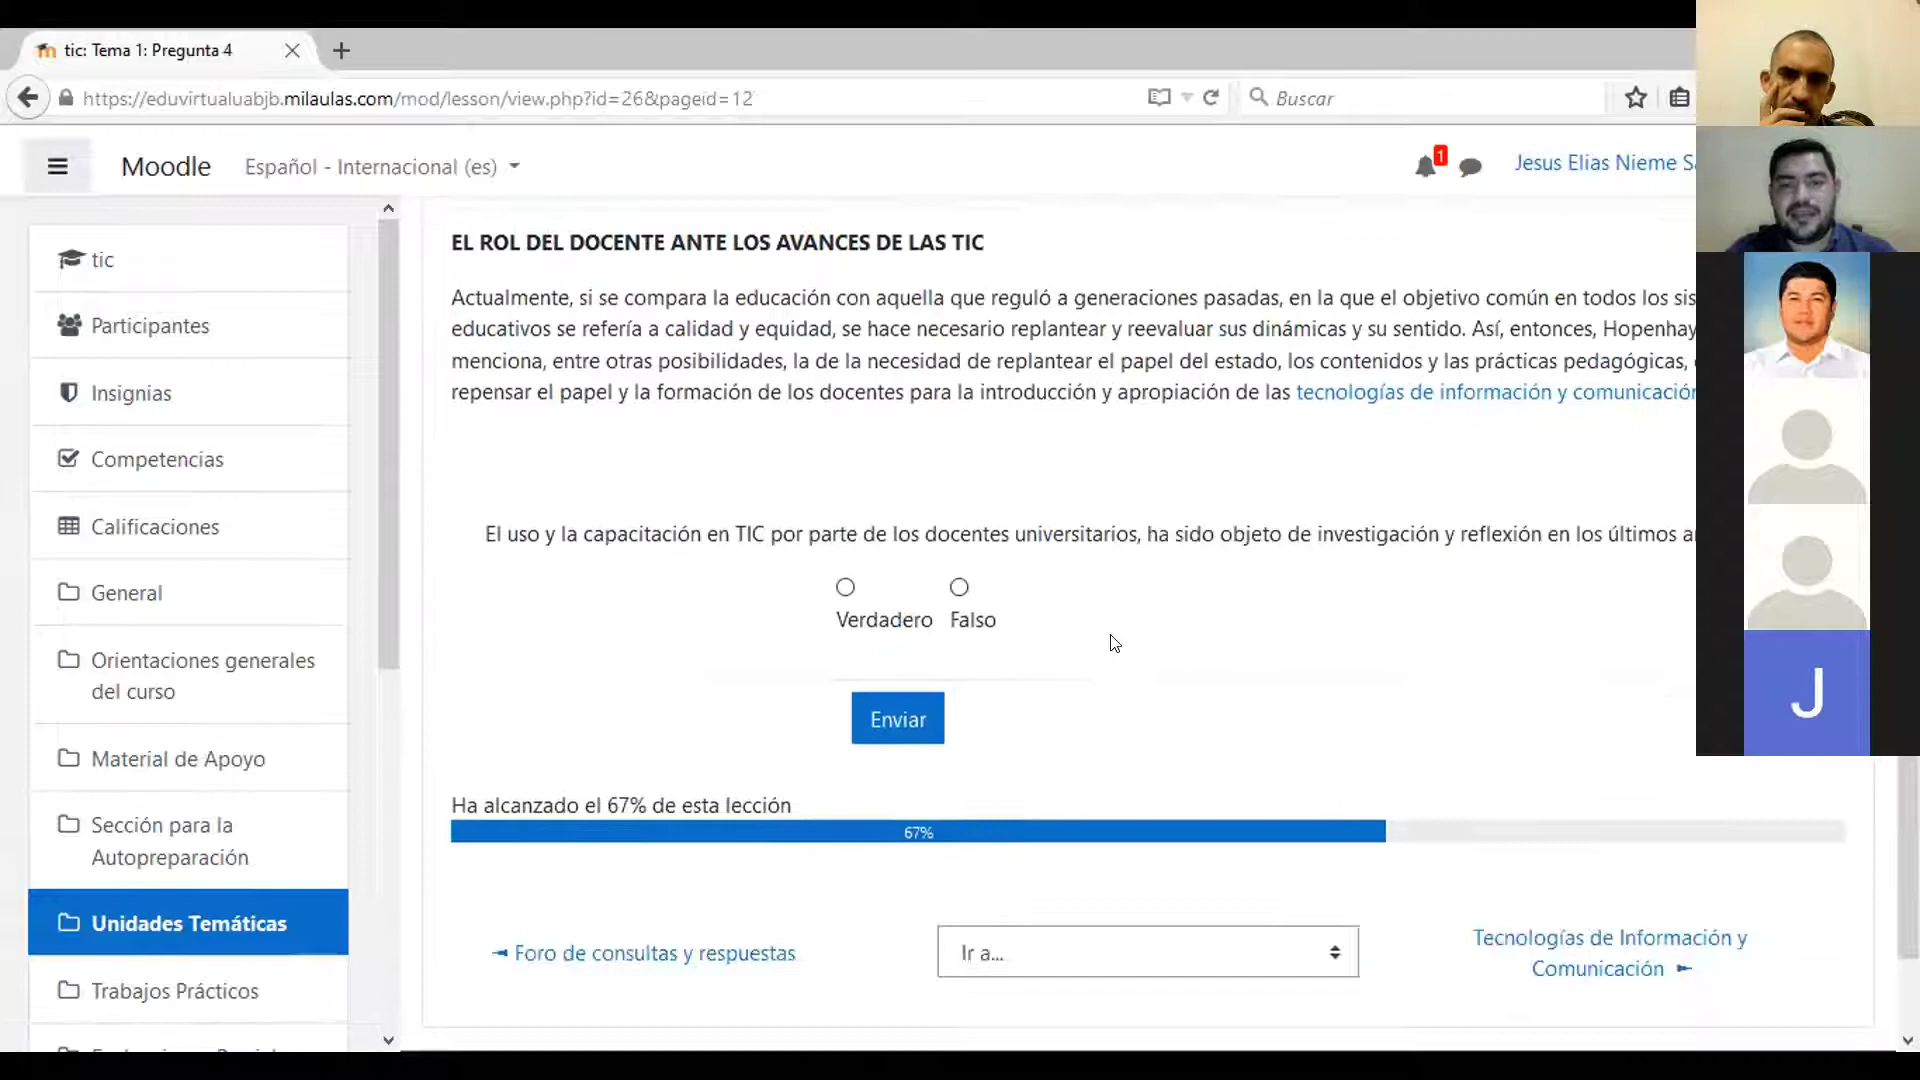 tic: Tema 1: Pregunta 4
https://eduvirtualuabjb.milaulas.com/mod/lesson/view.php?id=26&pageid=12
Buscar
Moodle
Español - Internacional (es)
1
Jesus Elias Nieme
tic
Participantes
Insignias
Competencias
Calificaciones
General
Orientaciones generales
del curso
Material de Apoyo
Sección para la
Autopreparación
Unidades Temáticas
Trabajos Prácticos
EL ROL DEL DOCENTE ANTE LOS AVANCES DE LAS TIC
Actualmente, si se compara la educación con aquella que reguló a generaciones pasadas, en la que el objetivo común en todos los
educativos se refería a calidad y equidad, se hace necesario replantear y reevaluar sus dinámicas y su sentido. Así, entonces,
menciona, entre otras posibilidades, la de la necesidad de replantear el papel del estado, los contenidos y las prácticas pedagógicas,
repensar el papel y la formación de los docentes para la introducción y apropiación de las tecnologías de información y comunicación
El uso y la capacitación en TIC por parte de los docentes universitarios, ha sido objeto de investigación y reflexión en los últimos
Verdadero Falso
Enviar
Ha alcanzado el 67% de esta lección
67%
Foro de consultas y respuestas
Ir a...
Tecnologías de Información y
Comunicación
J